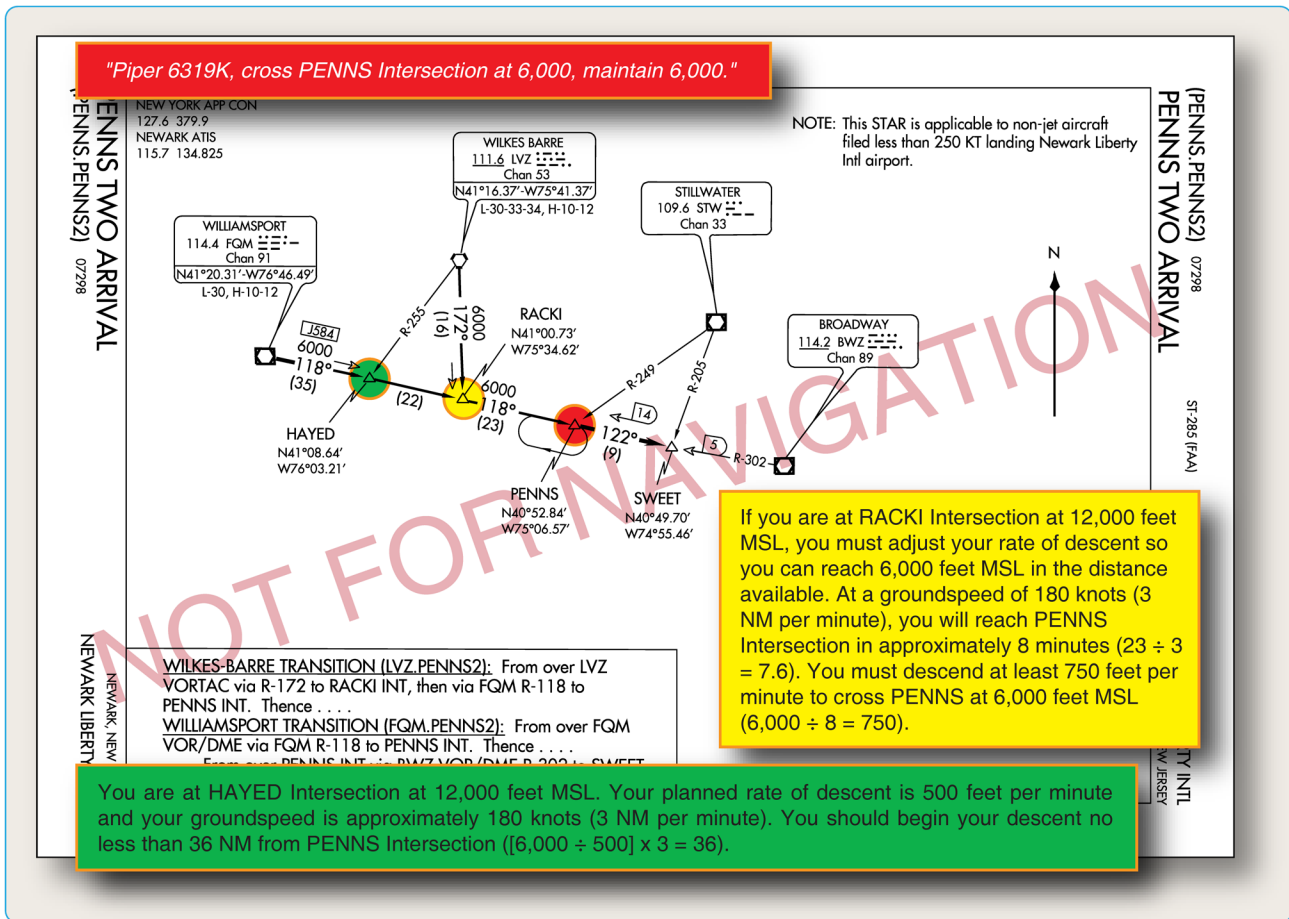 "Piper 6319K, cross PENNS Intersection at 6,000, maintain 6,000."
(PENNS.PENNS2) 07298
PENNS TWO ARRIVAL
NEW YORK APP CON
127.6 379.9
NEWARK ATIS
115.7 134.825
NOTE: This STAR is applicable to non-jet aircraft
filed less than 250 KT landing Newark Liberty
Intl airport.
(PENNS.PENNS2) 07298
PENNS TWO ARRIVAL
ST-285 (FAA)
WILKES BARRE
111.6 LVZ
Chan 53
N41°16.37'-W75°41.37'
L-30-33-34, H-10-12
STILLWATER
109.6 STW
Chan 33
WILLIAMSPORT
114.4 FQM
Chan 91
N41°20.31'-W76°46.49'
L-30, H-10-12
N
BROADWAY
114.2 BWZ
Chan 89
RACKI
N41°00.73'
W75°34.62'
J584
6000
118°
(35)
R-255
6000
172°
(16)
(22)
6000
118°
(23)
R-249
R-205
14
122°
(9)
5
R-302
HAYED
N41°08.64'
W76°03.21'
PENNS
N40°52.84'
W75°06.57'
SWEET
N40°49.70'
W74°55.46'
NOT FOR NAVIGATION
If you are at RACKI Intersection at 12,000 feet
MSL, you must adjust your rate of descent so
you can reach 6,000 feet MSL in the distance
available. At a groundspeed of 180 knots (3
NM per minute), you will reach PENNS
Intersection in approximately 8 minutes (23 ÷ 3
= 7.6). You must descend at least 750 feet per
minute to cross PENNS at 6,000 feet MSL
(6,000 ÷ 8 = 750).
WILKES-BARRE TRANSITION (LVZ.PENNS2): From over LVZ
VORTAC via R-172 to RACKI INT, then via FQM R-118 to
PENNS INT. Thence . . . .
WILLIAMSPORT TRANSITION (FQM.PENNS2): From over FQM
VOR/DME via FQM R-118 to PENNS INT. Thence . . . .
From over PENNS INT via BWZ VOR/DME R-302 to SWEET
NEWARK, NEW
NEWARK LIBERTY
INTL
JERSEY
You are at HAYED Intersection at 12,000 feet MSL. Your planned rate of descent is 500 feet per minute
and your groundspeed is approximately 180 knots (3 NM per minute). You should begin your descent no
less than 36 NM from PENNS Intersection ([6,000 ÷ 500] x 3 = 36).